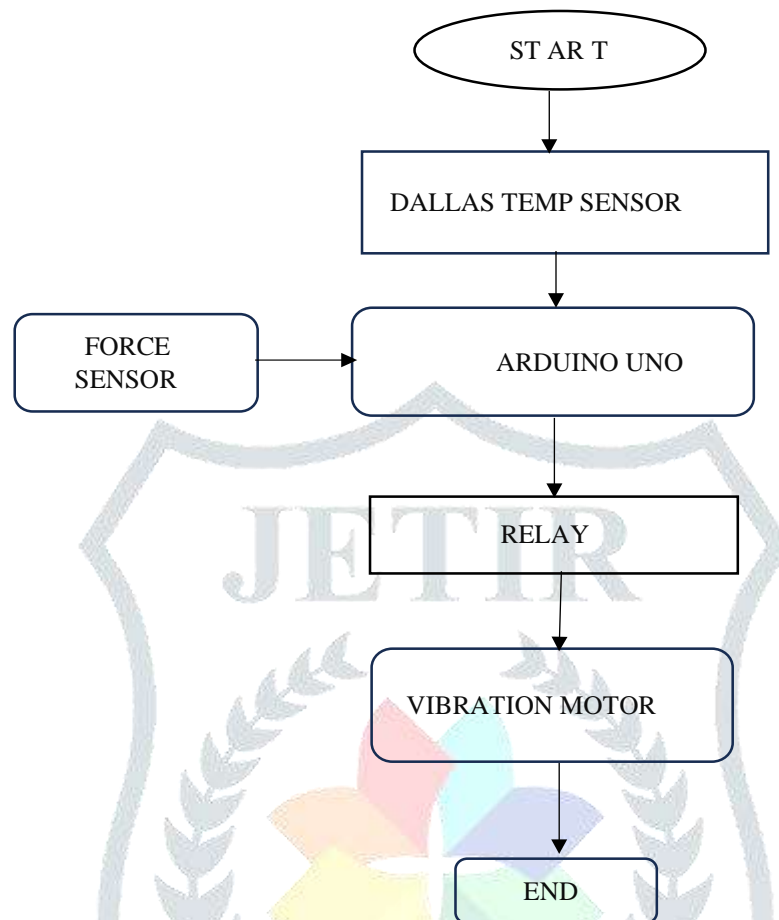 ST AR T
DALLAS TEMP SENSOR
FORCE
SENSOR
ARDUINO UNO
JETIR
RELAY
VIBRATION MOTOR
END